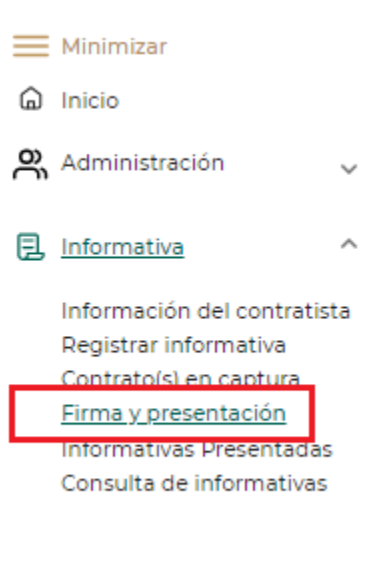 Minimizar
Inicio
Administración
Informativa
Información del contratista
Registrar informativa
Contrato(s) en captura
Firma y presentación
Informativas Presentadas
Consulta de informativas